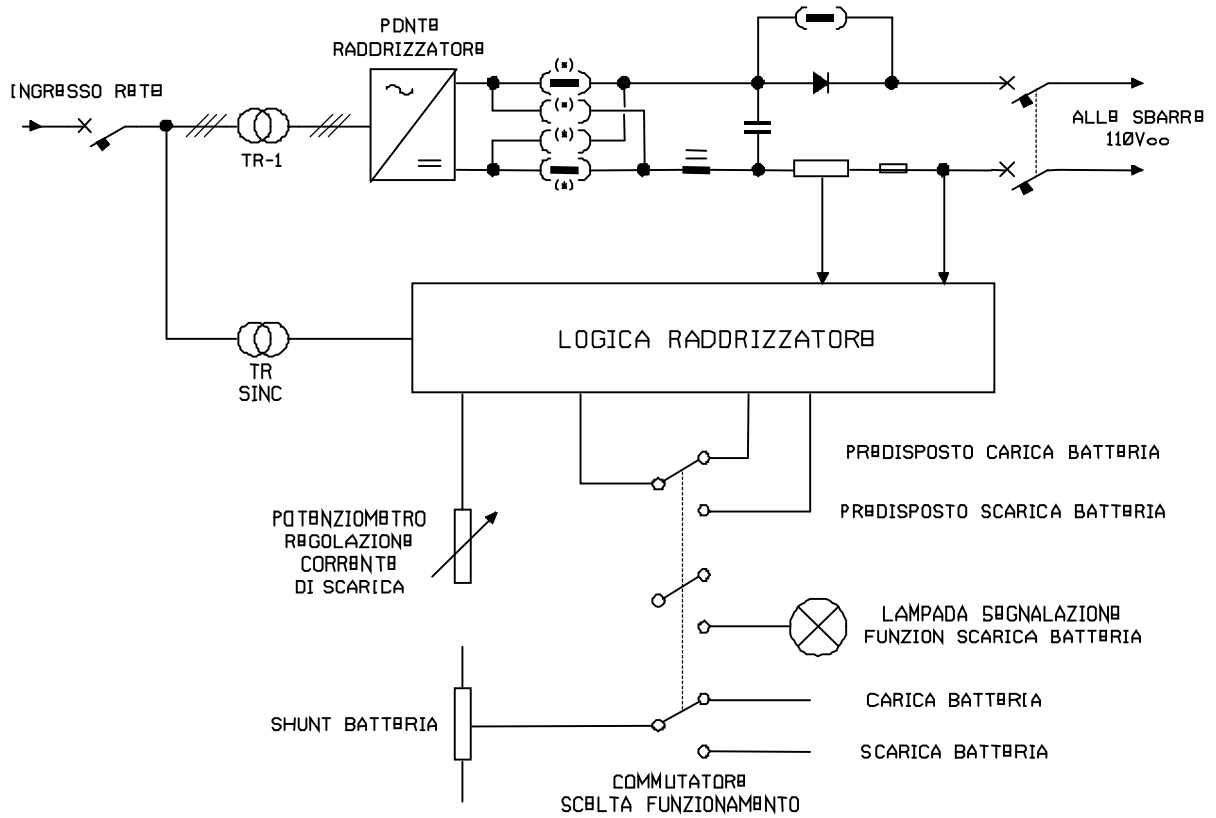 PONTE
RADDRIZZATORE
INGRESSO RETE
(*)
(*)
(*)
(*)
TR-1
ALLE SBARRE
110Vcc
LOGICA RADDRIZZATORE
TR
SINC
PREDISPOSTO CARICA BATTERIA
PREDISPOSTO SCARICA BATTERIA
POTENZIOMETRO
REGOLAZIONE
CORRENTE
DI SCARICA
LAMPADA SEGNALAZIONE
FUNZION SCARICA BATTERIA
CARICA BATTERIA
SHUNT BATTERIA
SCARICA BATTERIA
COMMUTATORE
SCELTA FUNZIONAMENTO